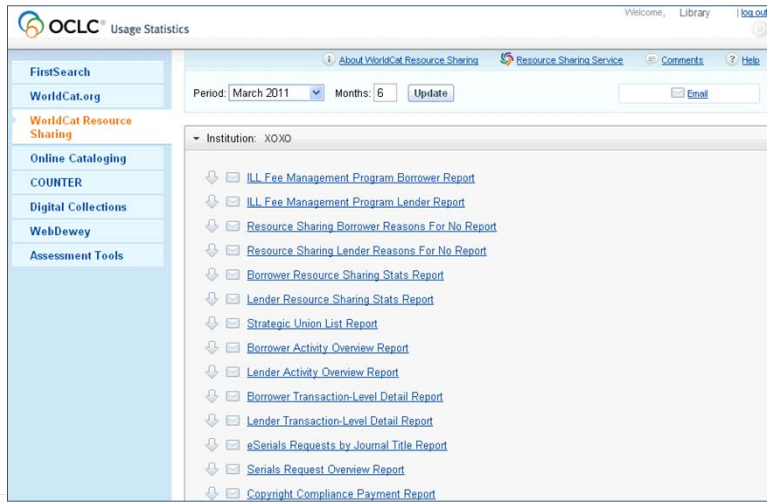 Welcome, Library | log out
OCLC® Usage Statistics
About WorldCat Resource Sharing Resource Sharing Service Comments ? Help
FirstSearch
WorldCat.org
WorldCat Resource
Sharing
Online Cataloging
COUNTER
Digital Collections
WebDewey
Assessment Tools
Period: March 2011 Months: 6 Update
Email
Institution: XOXO
ILL Fee Management Program Borrower Report
ILL Fee Management Program Lender Report
Resource Sharing Borrower Reasons For No Report
Resource Sharing Lender Reasons For No Report
Borrower Resource Sharing Stats Report
Lender Resource Sharing Stats Report
Strategic Union List Report
Borrower Activity Overview Report
Lender Activity Overview Report
Borrower Transaction-Level Detail Report
Lender Transaction-Level Detail Report
eSerials Requests by Journal Title Report
Serials Request Overview Report
Copyright Compliance Payment Report